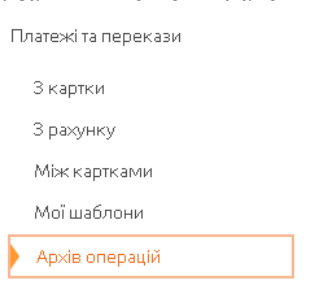 Платежі та перекази
З картки
З рахунку
Між картками
Мої шаблони
Архів операцій